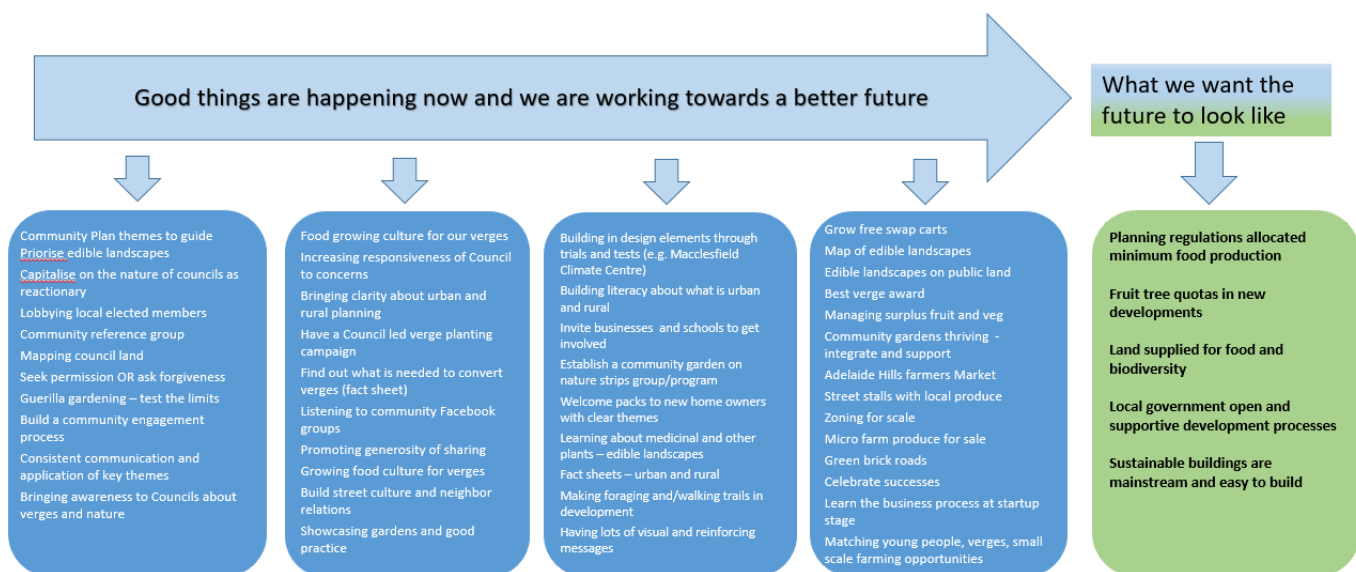 Good things are happening now and we are working towards a better future
What we want the
future to look like
Community Plan themes to guide
Priorise edible landscapes
Capitalise on the nature of councils as
reactionary
Lobbying local elected members
Community reference group
Mapping council land
Seek permission OR ask forgiveness
Guerilla gardening – test the limits
Build a community engagement
process
Consistent communication and
application of key themes
Bringing awareness to Councils about
verges and nature
Food growing culture for our verges
Increasing responsiveness of Council
to concerns
Bringing clarity about urban and
rural planning
Have a Council led verge planting
campaign
Find out what is needed to convert
verges (fact sheet)
Listening to community Facebook
groups
Promoting generosity of sharing
Growing food culture for verges
Build street culture and neighbor
relations
Showcasing gardens and good
practice
Building in design elements through
trials and tests (e.g. Macclesfield
Climate Centre)
Building literacy about what is urban
and rural
Invite businesses and schools to get
involved
Establish a community garden on
nature strips group/program
Welcome packs to new home owners
with clear themes
Learning about medicinal and other
plants – edible landscapes
Fact sheets – urban and rural
Making foraging and/walking trails in
development
Having lots of visual and reinforcing
messages
Grow free swap carts
Map of edible landscapes
Edible landscapes on public land
Best verge award
Managing surplus fruit and veg
Community gardens thriving -
integrate and support
Adelaide Hills farmers Market
Street stalls with local produce
Zoning for scale
Micro farm produce for sale
Green brick roads
Celebrate successes
Learn the business process at startup
stage
Matching young people, verges, small
scale farming opportunities
Planning regulations allocated
minimum food production
Fruit tree quotas in new
developments
Land supplied for food and
biodiversity
Local government open and
supportive development processes
Sustainable buildings are
mainstream and easy to build